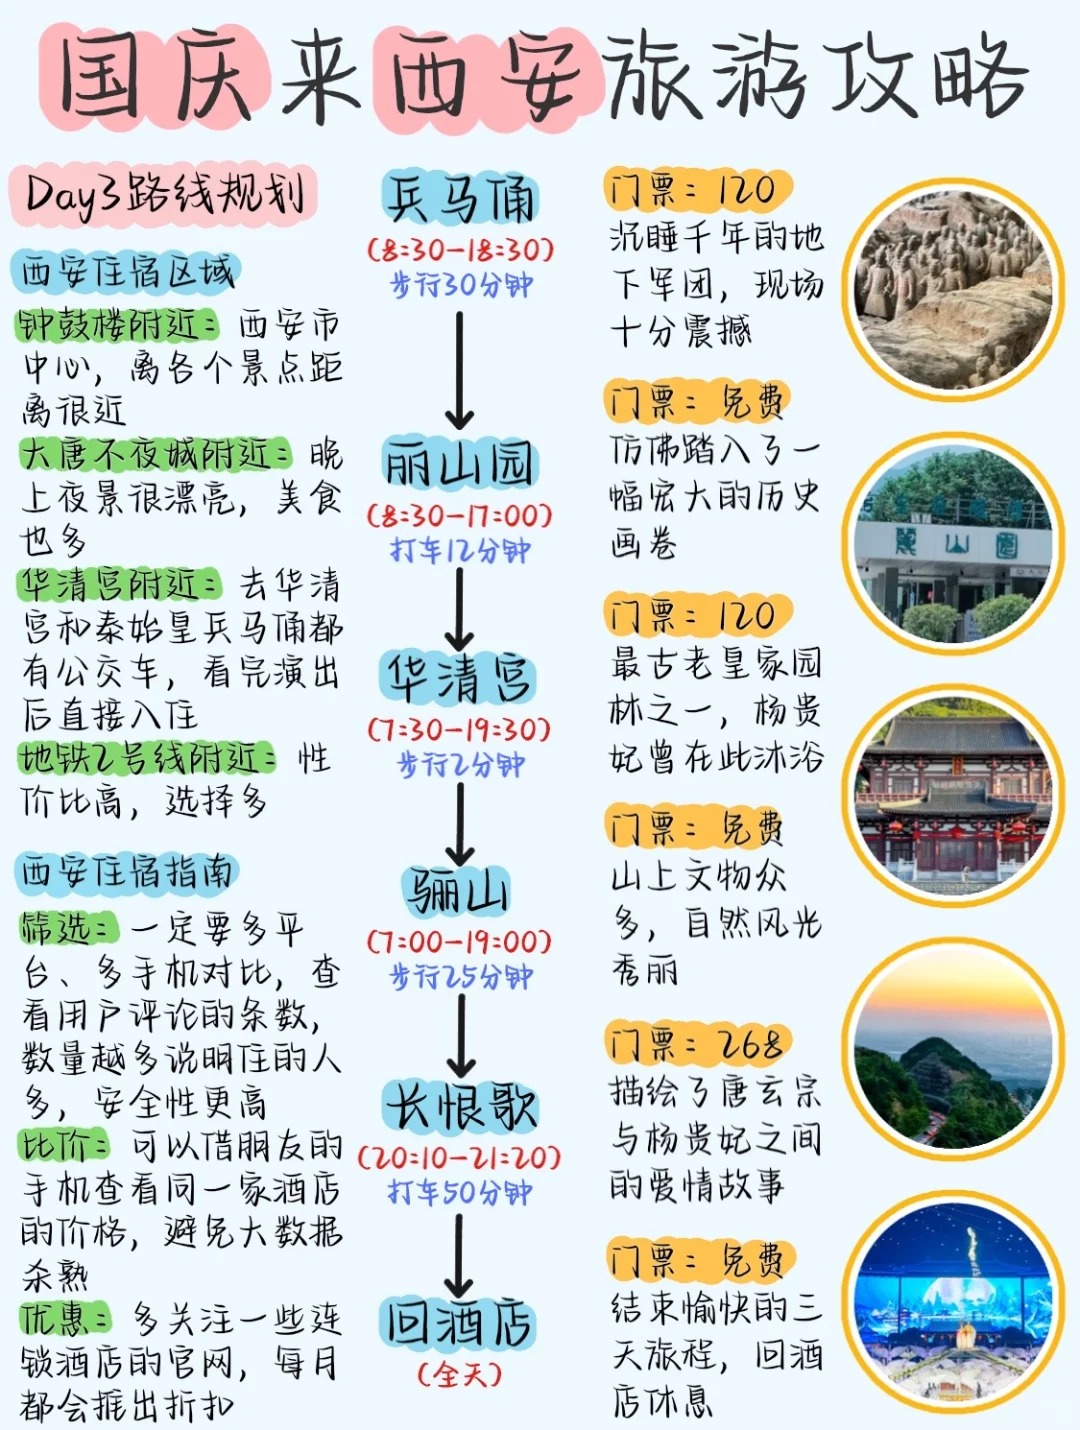 国庆来西安旅游攻略
Day3路线规划
西安住宿区域
钟鼓楼附近：西安市
中心，离各个景点距
离很近
大唐不夜城附近：晚
上夜景很漂亮，美食
也多
华清宫附近：去华清
宫和秦始皇兵马俑都
有公交车，看完演出
后直接入住
地铁2号线附近：性
价比高，选择多
西安住宿指南
筛选：一定要多平
台、多手机对比，查
看用户评论的条数，
数量越多说明住的人
多，安全性更高
比价：可以借朋友的
手机查看同一家酒店
的价格，避免大数据
杀熟
优惠：多关注一些连
锁酒店的官网，每月
都会推出折扣
兵马俑
(8:30-18:30)
步行30分钟
丽山园
(8:30-17:00)
打车12分钟
华清宫
(7:30-19:30)
步行2分钟
骊山
(7:00-19:00)
步行25分钟
长恨歌
(20:10-21:20)
打车50分钟
回酒店
(全天)
门票：120
沉睡千年的地
下军团，现场
十分震撼
门票：免费
仿佛踏入了一
幅宏大的历史
画卷
门票：120
最古老皇家园
林之一，杨贵
妃曾在此沐浴
门票：免费
山上文物众
多，自然风光
秀丽
门票：268
描绘了唐玄宗
与杨贵妃之间
的爱情故事
门票：免费
结束愉快的三
天旅程，回酒
店休息
麗山園